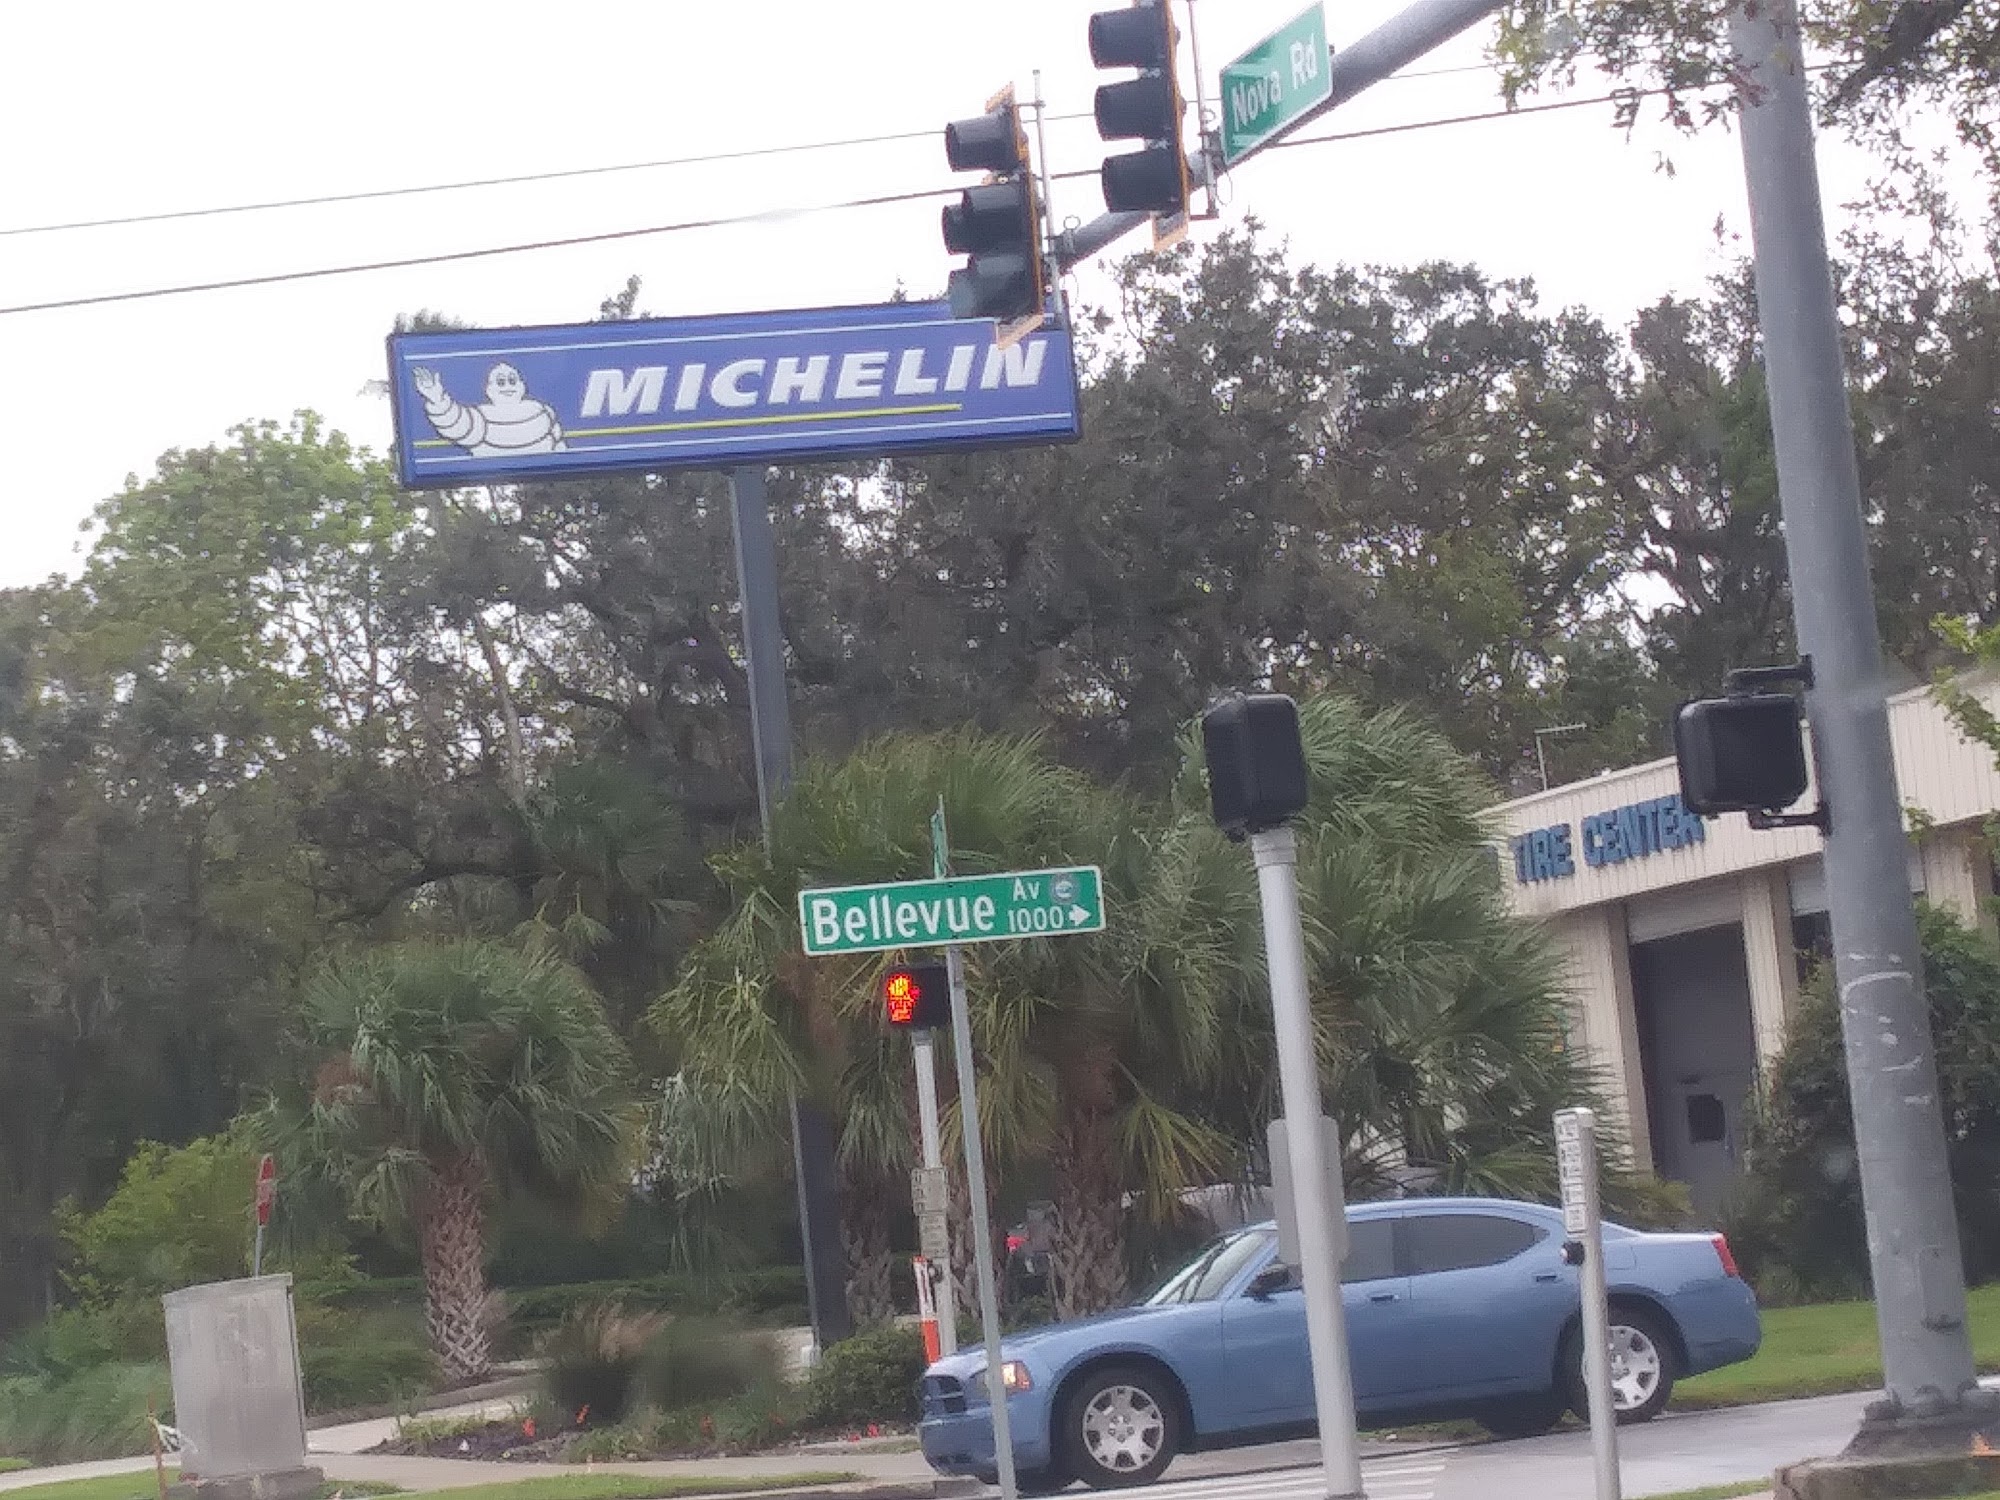 Nova Rd
MICHELIN
TIRE CENTER
Bellevue Av
1000